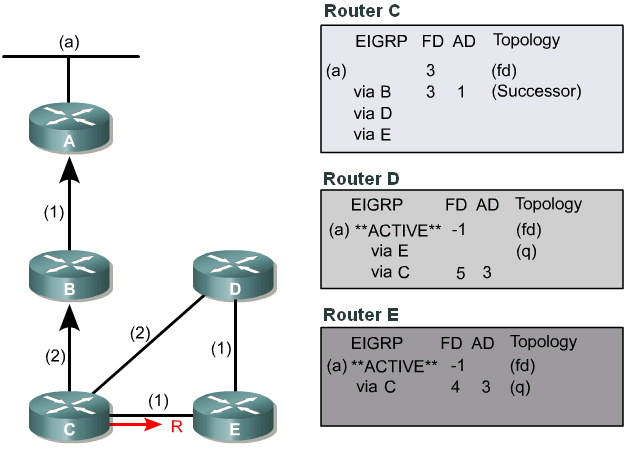 (a)
A
(1)
B
D
(2)
(2)
(1)
(1)
C
E
R
Router C
EIGRP FD AD Topology
(a) 3 (fd)
via B 3 1 (Successor)
via D
via E
Router D
EIGRP FD AD Topology
(a) **ACTIVE** -1 (fd)
via E (q)
via C 5 3
Router E
EIGRP FD AD Topology
(a) **ACTIVE** -1 (fd)
via C 4 3 (q)